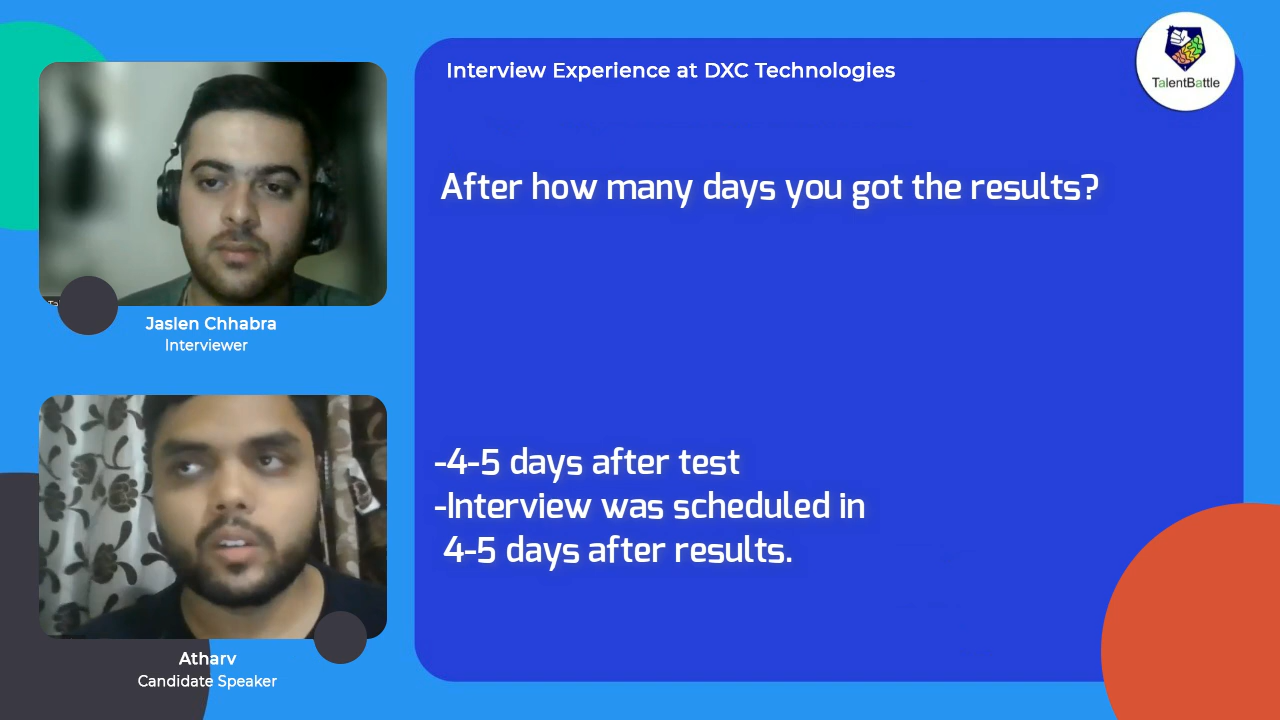 Interview Experience at DXC Technologies
TalentBattle
After how many days you got the results?
Jaslen Chhabra
Interviewer
-4-5 days after test
-Interview was scheduled in
4-5 days after results.
Atharv
Candidate Speaker